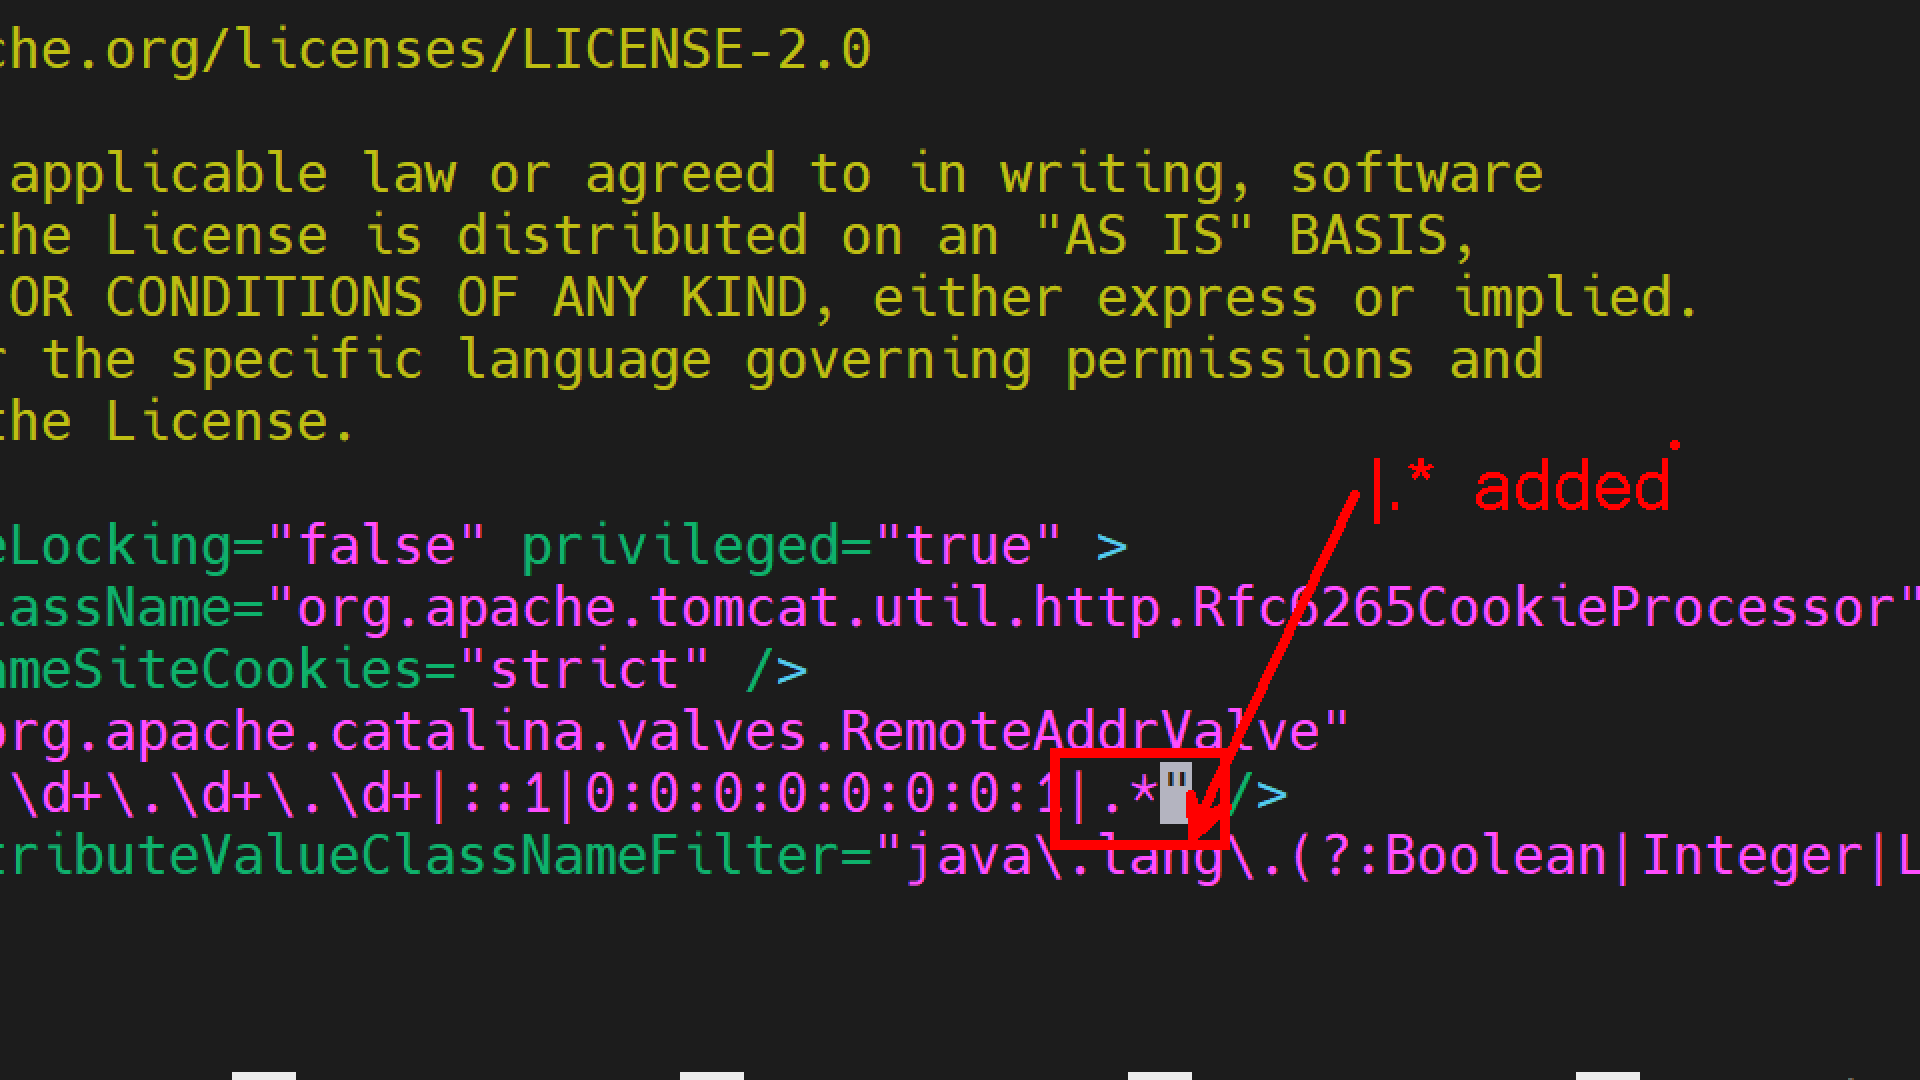 che.org/licenses/LICENSE-2.0
applicable law or agreed to in writing, software
the License is distributed on an "AS IS" BASIS,
OR CONDITIONS OF ANY KIND, either express or implied.
r the specific language governing permissions and
the License.
|.* added
eLocking="false" privileged="true" >
lassName="org.apache.tomcat.util.http.Rfc6265CookieProcessor"
ameSiteCookies="strict" />
org.apache.catalina.valves.RemoteAddrValve"
\d+\.\d+\.\d+|::1|0:0:0:0:0:0:0:1|.*" />
tributeValueClassNameFilter="java\.lang\.(?:Boolean|Integer|L